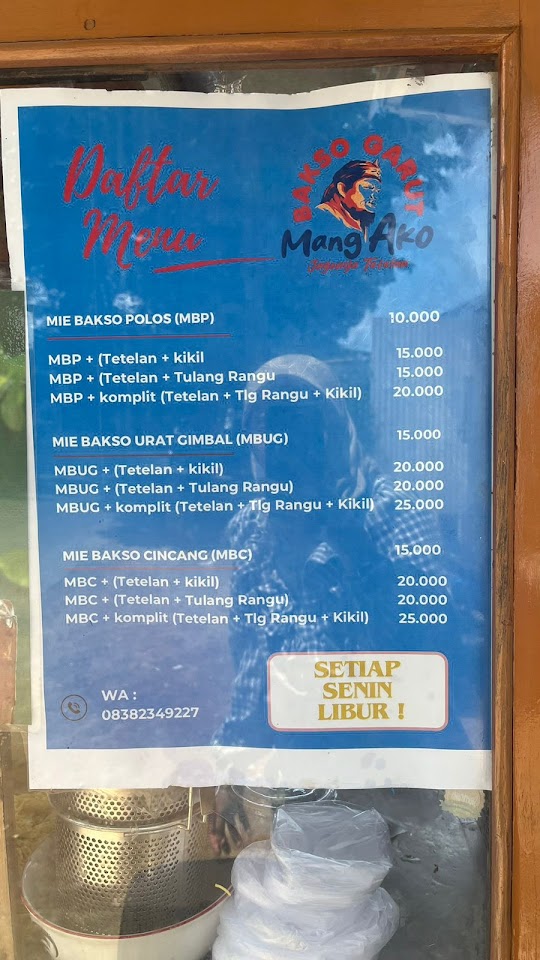 Daftar
Menu
BAKSO GARUT
Mang Ako
MIE BAKSO POLOS (MBP) 10.000
MBP + (Tetelan + kikil 15.000
MBP + (Tetelan + Tulang Rangu 15.000
MBP + komplit (Tetelan + Tlg Rangu + Kikil) 20.000
MIE BAKSO URAT GIMBAL (MBUG) 15.000
MBUG + (Tetelan + kikil) 20.000
MBUG + (Tetelan + Tulang Rangu) 20.000
MBUG + komplit (Tetelan + Tlg Rangu + Kikil) 25.000
MIE BAKSO CINCANG (MBC) 15.000
MBC + (Tetelan + kikil) 20.000
MBC + (Tetelan + Tulang Rangu) 20.000
MBC + komplit (Tetelan + Tlg Rangu + Kikil) 25.000
WA :
08382349227
SETIAP
SENIN
LIBUR !